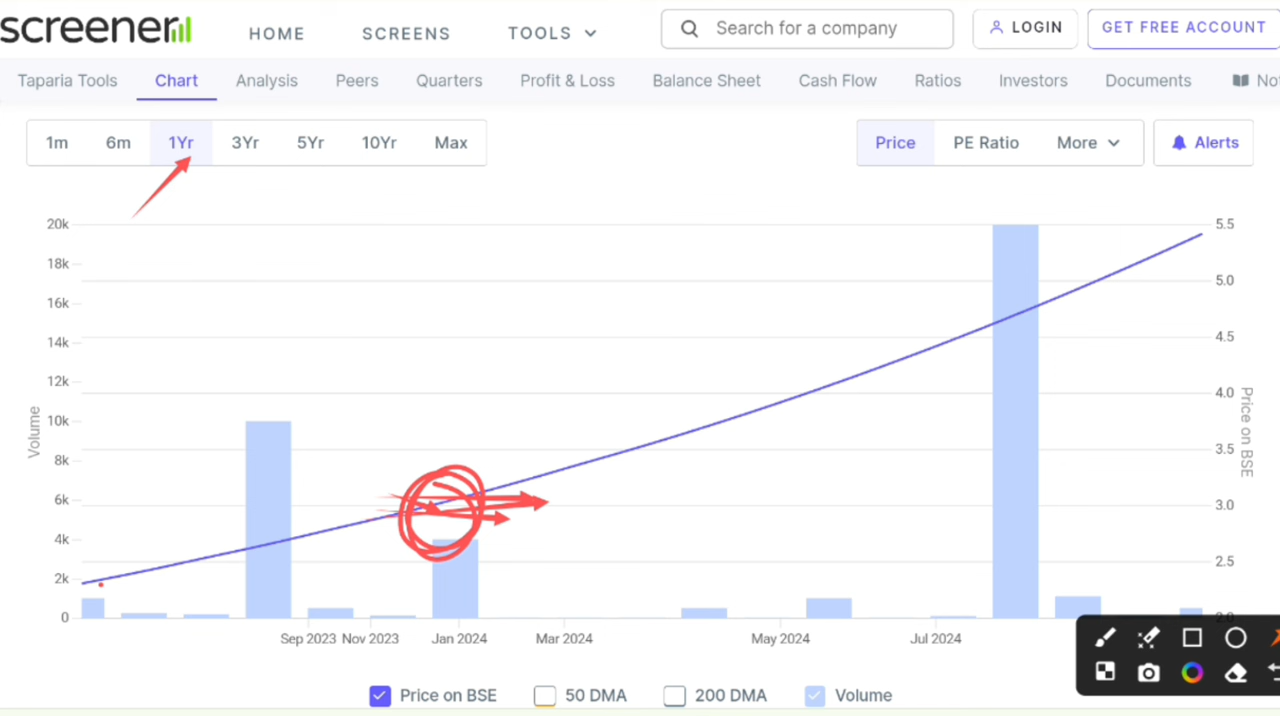 screener HOME SCREENS TOOLS Search for a company LOGIN GET FREE ACCOUNT
Taparia Tools Chart Analysis Peers Quarters Profit & Loss Balance Sheet Cash Flow Ratios Investors Documents No
1m 6m 1Yr 3Yr 5Yr 10Yr Max Price PE Ratio More Alerts
20k 5.5
18k
5.0
16k
14k 4.5
12k
4.0
10k
Volume
Price on BSE
3.5
8k
6k 3.0
4k
2.5
2k
0 2.0
Sep 2023 Nov 2023 Jan 2024 Mar 2024 May 2024 Jul 2024
Price on BSE 50 DMA 200 DMA Volume